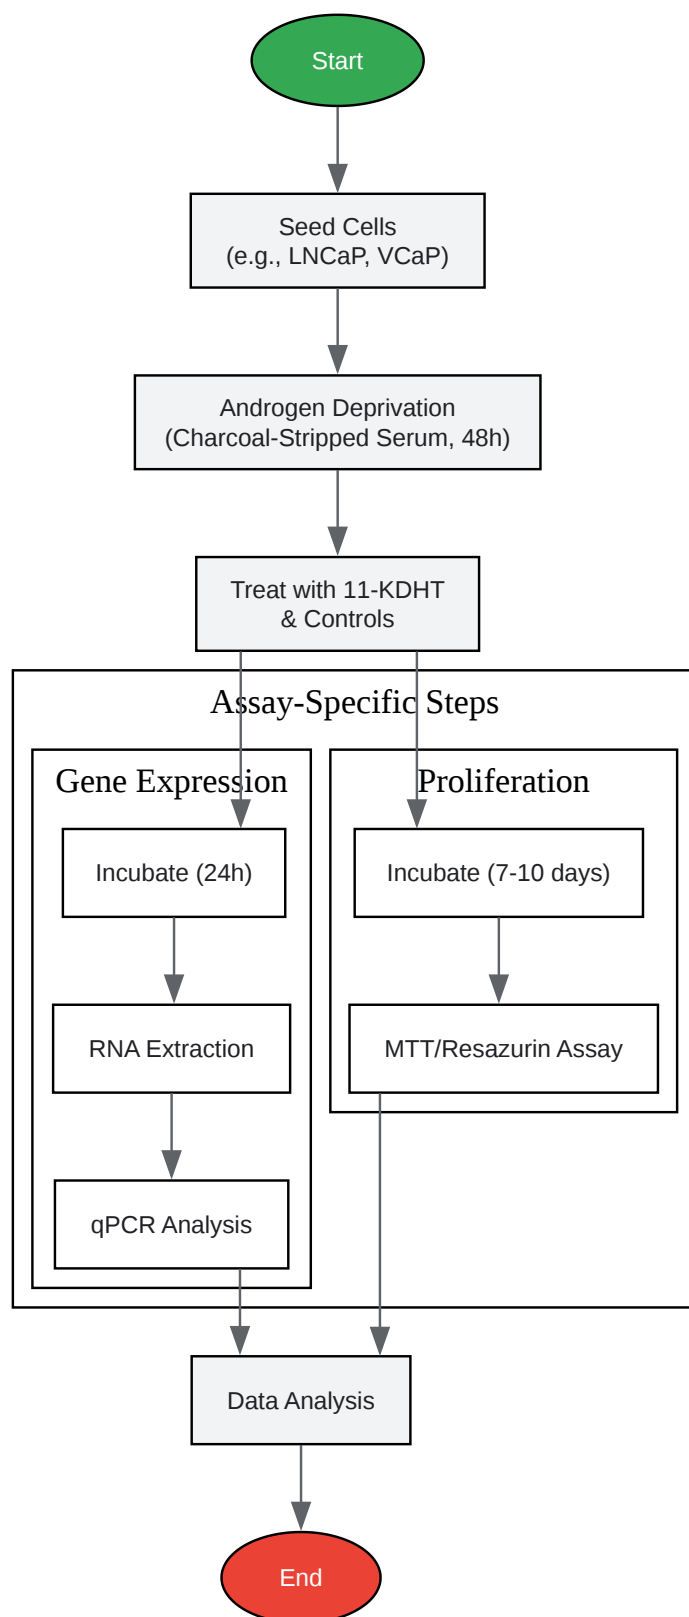 Start
Seed Cells
(e.g., LNCaP, VCaP)
Androgen Deprivation
(Charcoal-Stripped Serum, 48h)
Treat with 11-KDHT
& Controls
Assay-Specific Steps
Gene Expression
Incubate (24h)
RNA Extraction
qPCR Analysis
Proliferation
Incubate (7-10 days)
MTT/Resazurin Assay
Data Analysis
End